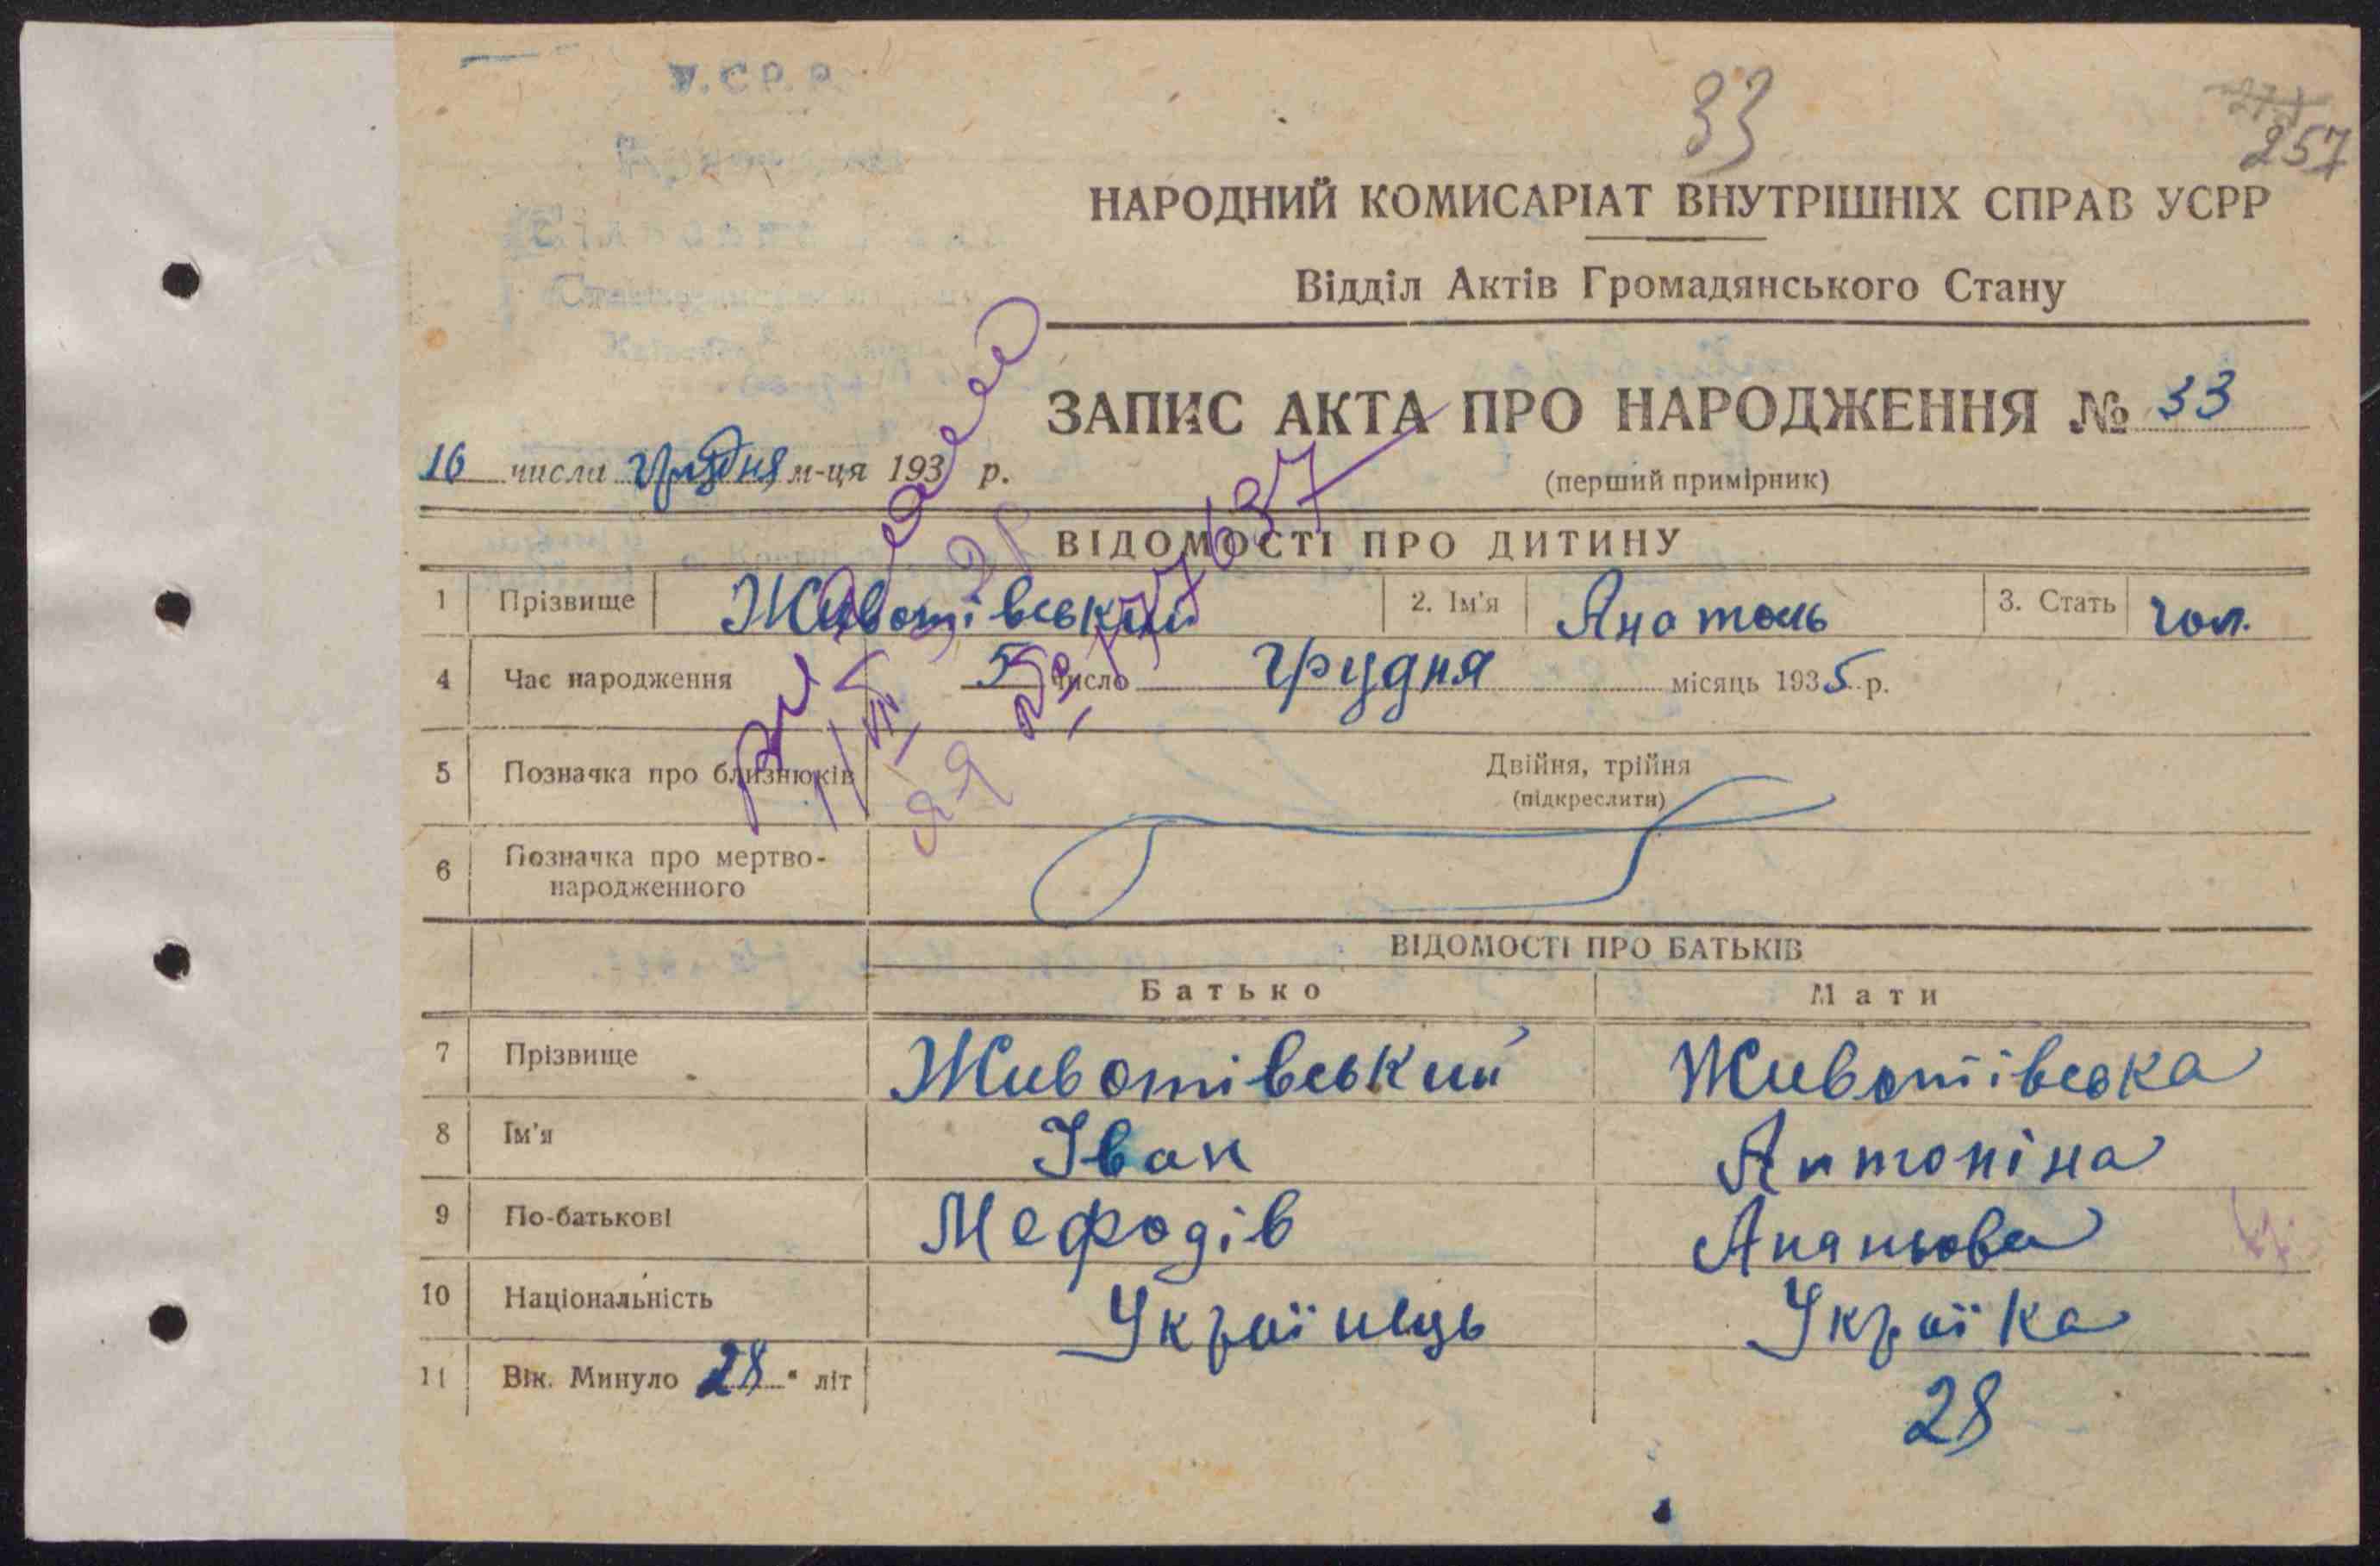 У.С.Р.Р.
33
257
НАРОДНИЙ КОМИСАРІАТ ВНУТРІШНІХ СПРАВ УСРР
Відділ Актів Громадянського Стану
ЗАПИС АКТА ПРО НАРОДЖЕННЯ № 33
16 числа грудня м-ця 193 р.
(перший примірник)
ВІДОМОСТІ ПРО ДИТИНУ
1 Прізвище Животівський 2. Ім'я Анатоль 3. Стать чол.
4 Час народження 5 число грудня місяць 1935 р.
5 Позначка про близнюків Двійня, трійня
(підкреслити)
6 Позначка про мертво-
народженного
ВІДОМОСТІ ПРО БАТЬКІВ
Батько Мати
7 Прізвище Животівський Животівська
8 Ім'я Іван Антоніна
9 По-батькові Мефодів Ананьова
10 Національність Українець Українка
11 Вік. Минуло 28 літ 28